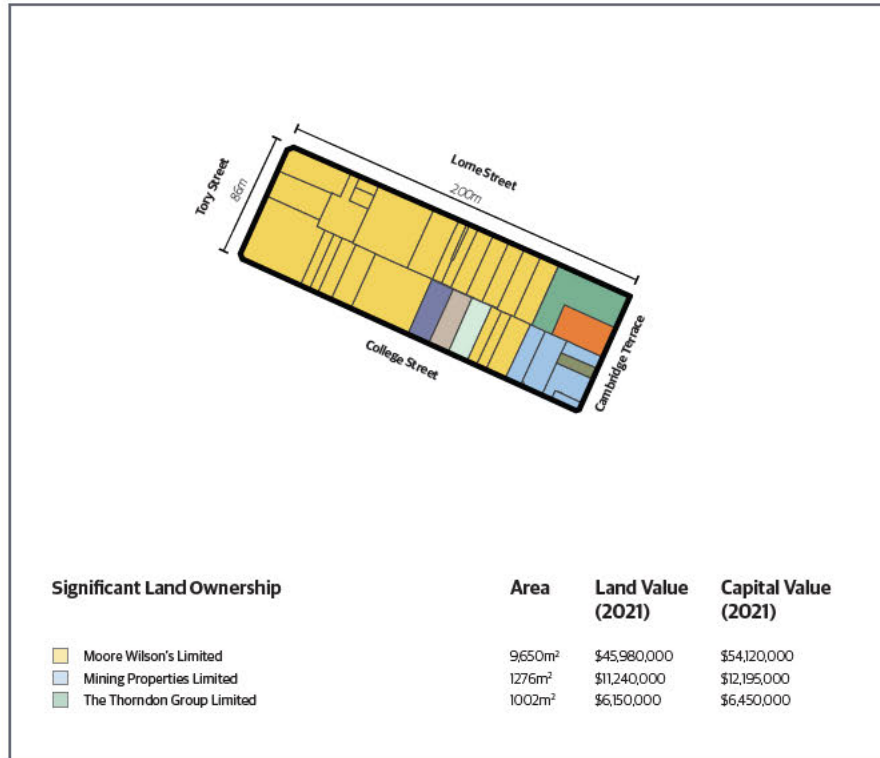 Tory Street
86m
Lorne Street
200m
College Street
Cambridge Terrace
Significant Land Ownership Area Land Value (2021) Capital Value (2021)
Moore Wilson's Limited 9,650m² $45,980,000 $54,120,000
Mining Properties Limited 1276m² $11,240,000 $12,195,000
The Thorndon Group Limited 1002m² $6,150,000 $6,450,000